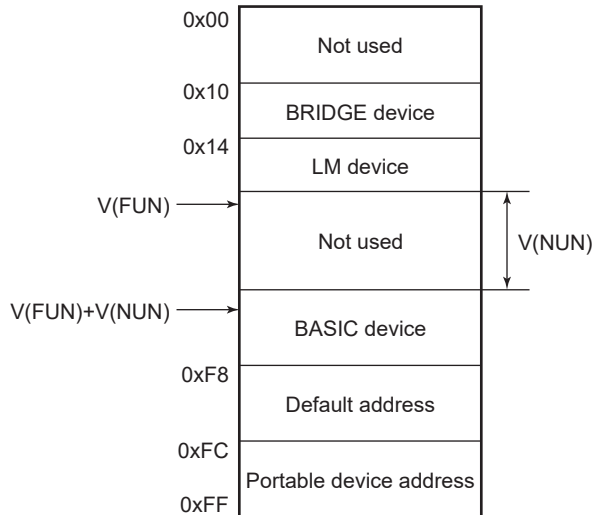 0x00
Not used
0x10
BRIDGE device
0x14
LM device
V(FUN)
Not used
V(NUN)
V(FUN)+V(NUN)
BASIC device
0xF8
Default address
0xFC
Portable device address
0xFF